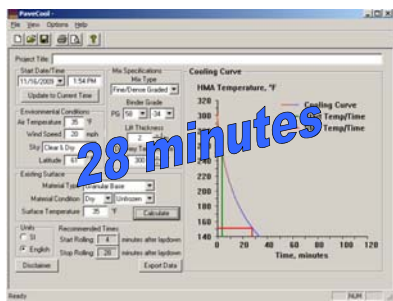 PaveCool -
File View Options Help
Project Title
Start Date/Time
11/16/2009 1:54 PM
Update to Current Time
Environmental Conditions
Air Temperature 35 °F
Wind Speed 20 mph
Sky Clear & Dry
Latitude 61
Mix Specifications
Mix Type
Fine/Dense Graded
Binder Grade
PG 58 -34
Lift Thickness
2
300
Existing Surface
Material Type Granular Base
Material Condition Dry Unfrozen
Surface Temperature 35 °F
Calculate
Units
SI
English
Recommended Times
Start Rolling: 4 minutes after laydown
Stop Rolling: 28 minutes after laydown
Disclaimer
Export Data
Cooling Curve
HMA Temperature, °F
Cooling Curve
Temp/Time
Temp/Time
320
300
280
260
240
220
200
180
160
140
0 20 40 60 80 100 120
Time, minutes
28 minutes
Ready
NUM